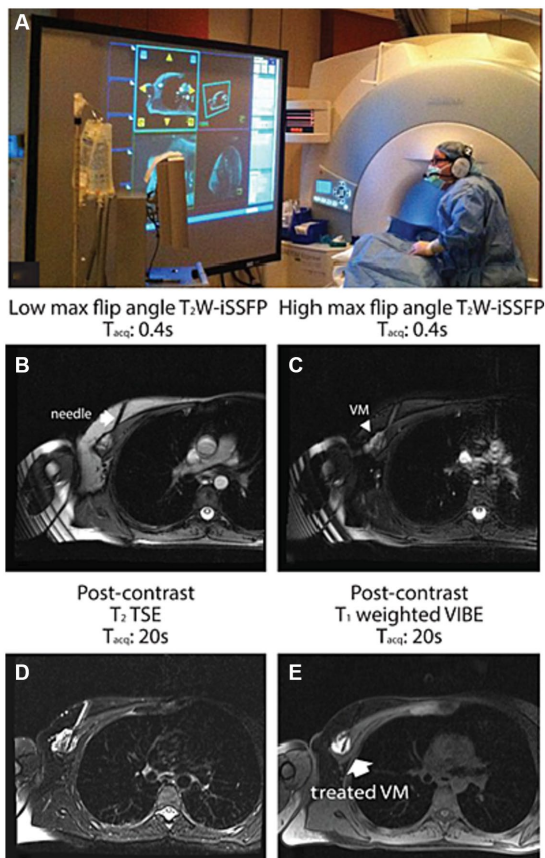 A
Low max flip angle T₂W-iSSFP
Tacq: 0.4s
High max flip angle T₂W-iSSFP
Tacq: 0.4s
B
needle
C
VM
Post-contrast
T₂ TSE
Tacq: 20s
Post-contrast
T₁ weighted VIBE
Tacq: 20s
D
E
treated VM